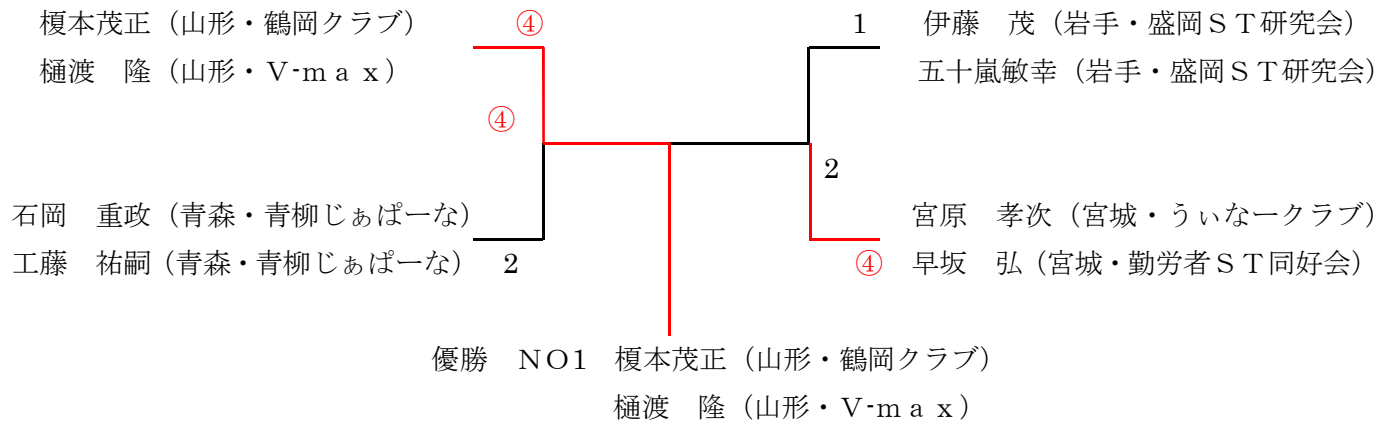 榎本茂正（山形・鶴岡クラブ） ④ 1 伊藤　茂（岩手・盛岡ＳＴ研究会）
樋渡　隆（山形・Ｖ-ｍａｘ） 五十嵐敏幸（岩手・盛岡ＳＴ研究会）
④
2
石岡　重政（青森・青柳じぁぱーな） 宮原　孝次（宮城・うぃなークラブ）
工藤　祐嗣（青森・青柳じぁぱーな） 2 ④ 早坂　弘（宮城・勤労者ＳＴ同好会）
優勝　ＮＯ1　榎本茂正（山形・鶴岡クラブ）
樋渡　隆（山形・Ｖ-ｍａｘ）